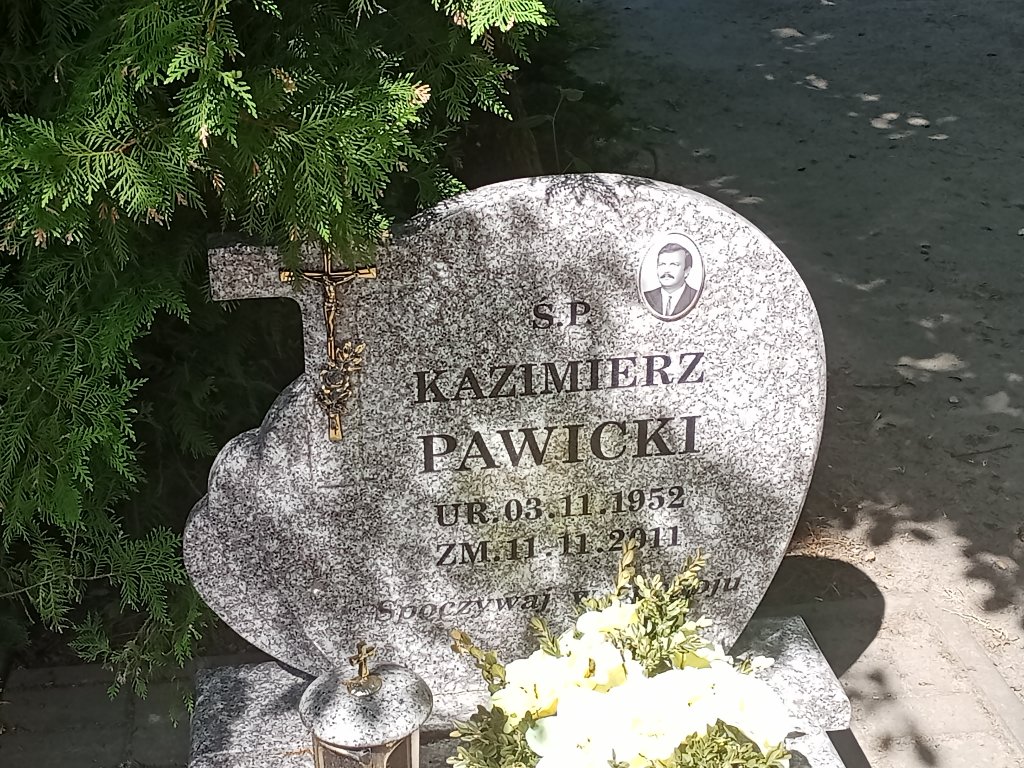 S.P.
KAZIMIERZ
PAWICKI
UR.03.11.1952
ZM.11.11.2011
Spoczywaj w